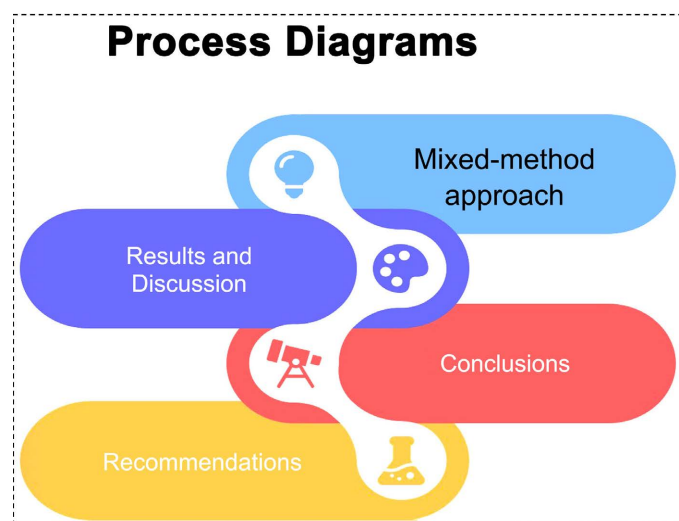 Process Diagrams
Mixed-method
approach
Results and
Discussion
Conclusions
Recommendations